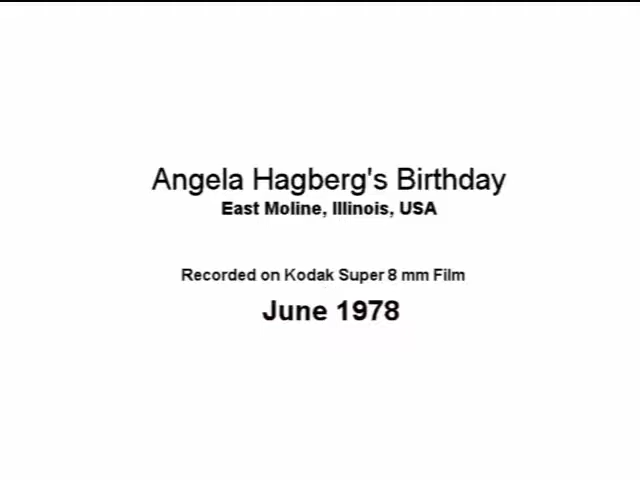 Angela Hagberg's Birthday
East Moline, Illinois, USA
Recorded on Kodak Super 8 mm Film
June 1978